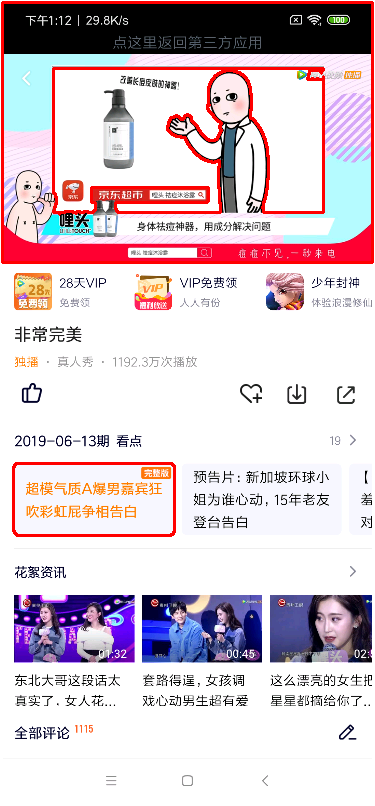 下午1:12 | 29.8K/s
100
点这里返回第三方应用
改善长痘皮肤的神器!
京东
京东超市
哩头 祛痘沐浴露
哩头
身体祛痘神器，用成分解决问题
哩头 祛痘沐浴露
痘痘不见,一秒来电
28天VIP
免费领
VIP免费领
人人有份
少年封神
体验浪漫修仙
非常完美
独播 · 真人秀 · 1192.3万次播放
2019-06-13期 看点
19
完整版
超模气质A爆男嘉宾狂
吹彩虹屁争相告白
预告片：新加坡环球小
姐为谁心动，15年老友
登台告白
花絮资讯
01:32
00:45
东北大哥这段话太
真实了，女人花...
套路得逞，女孩调
戏心动男生超有爱
这么漂亮的女生把
星星都摘给你了...
全部评论
1115